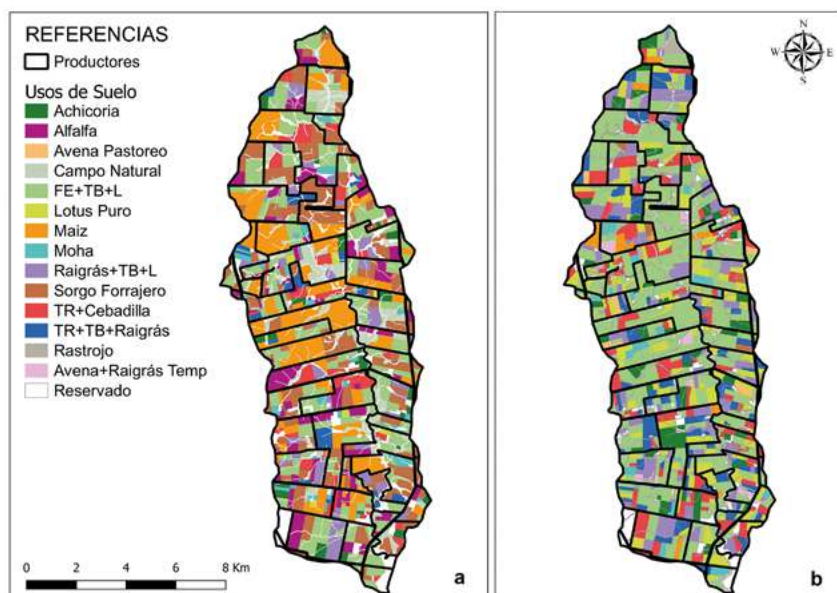 REFERENCIAS
Productores
Usos de Suelo
Achicoria
Alfalfa
Avena Pastoreo
Campo Natural
FE+TB+L
Lotus Puro
Maiz
Moha
Raigrás+TB+L
Sorgo Forrajero
TR+Cebadilla
TR+TB+Raigrás
Rastrojo
Avena+Raigrás Temp
Reservado
0 2 4 6 8 Km
a
N
W E
S
b